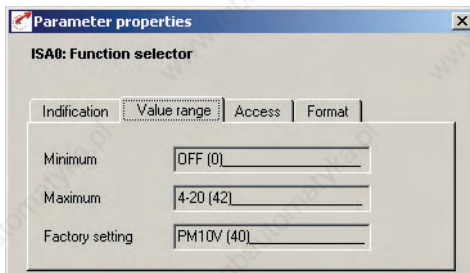 Parameter properties
ISA0: Function selector
Indification Value range Access Format
Minimum OFF (0)
Maximum 4-20 (42)
Factory setting PM10V (40)